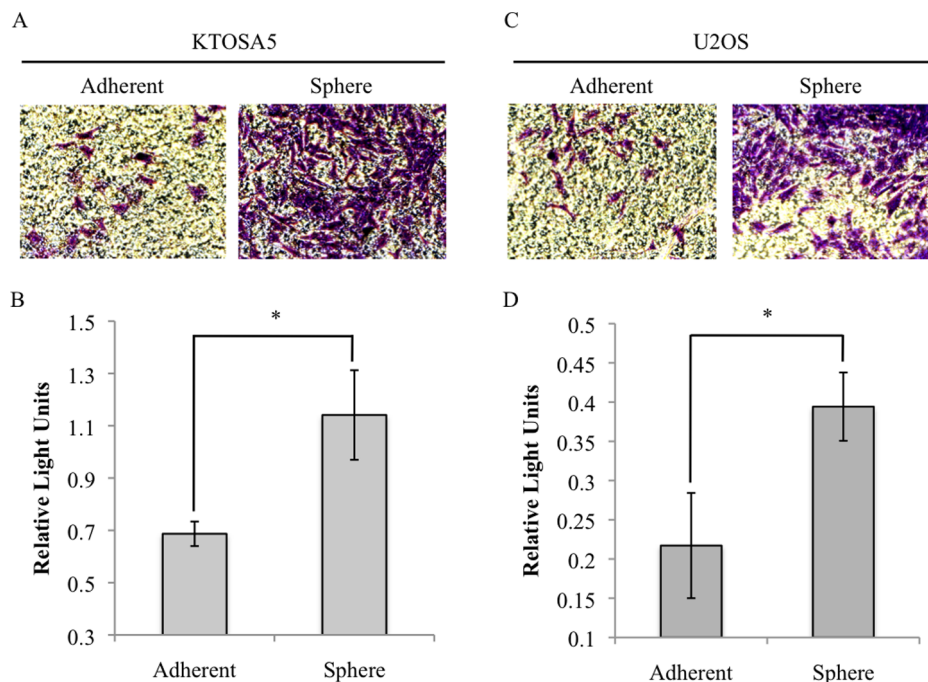 A
KTOSA5
Adherent Sphere
C
U2OS
Adherent Sphere
B
Relative Light Units
1.5
1.3
1.1
0.9
0.7
0.5
0.3
*
Adherent Sphere
D
Relative Light Units
0.5
0.45
0.4
0.35
0.3
0.25
0.2
0.15
0.1
*
Adherent Sphere